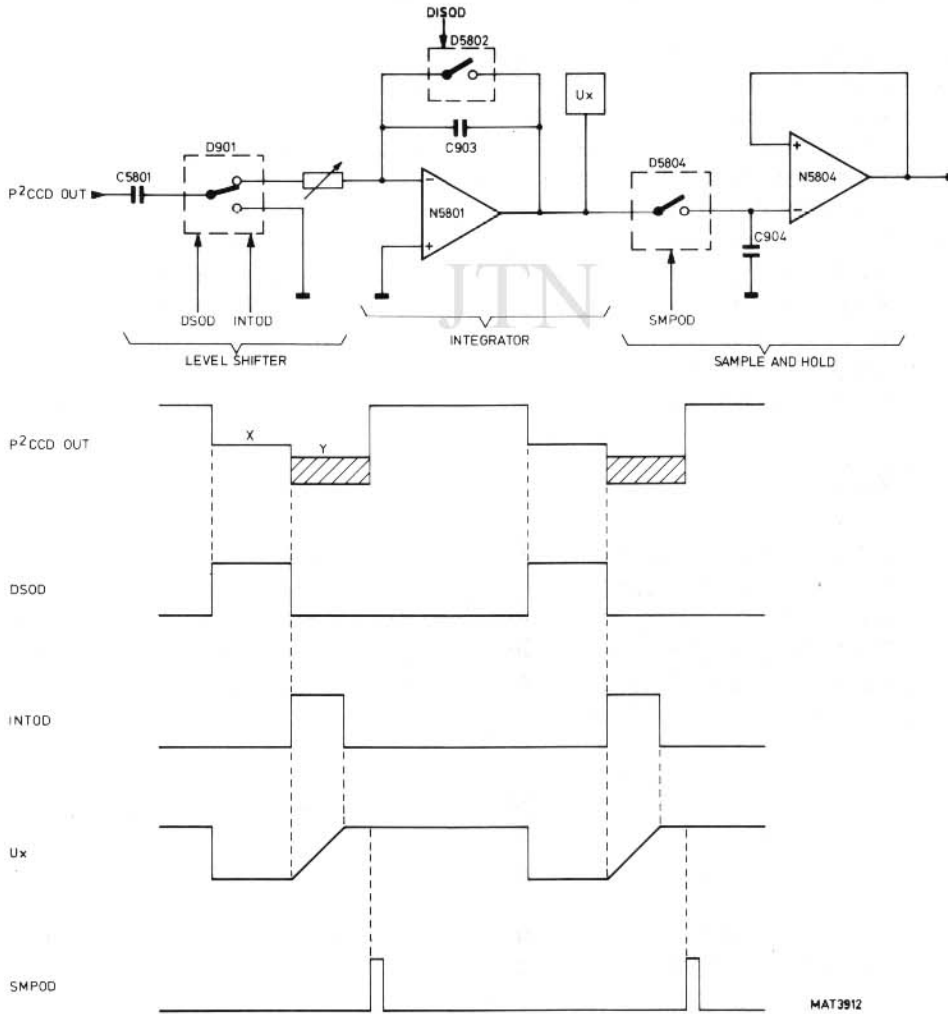 DISOD
D5802
Ux
D901
C903
D5804
C5801
P²CCD OUT
N5801
N5804
C904
+
−
−
+
JTN
DSOD
INTOD
SMPOD
LEVEL SHIFTER
INTEGRATOR
SAMPLE AND HOLD
P²CCD OUT
X
Y
DSOD
INTOD
Ux
SMPOD
MAT3912